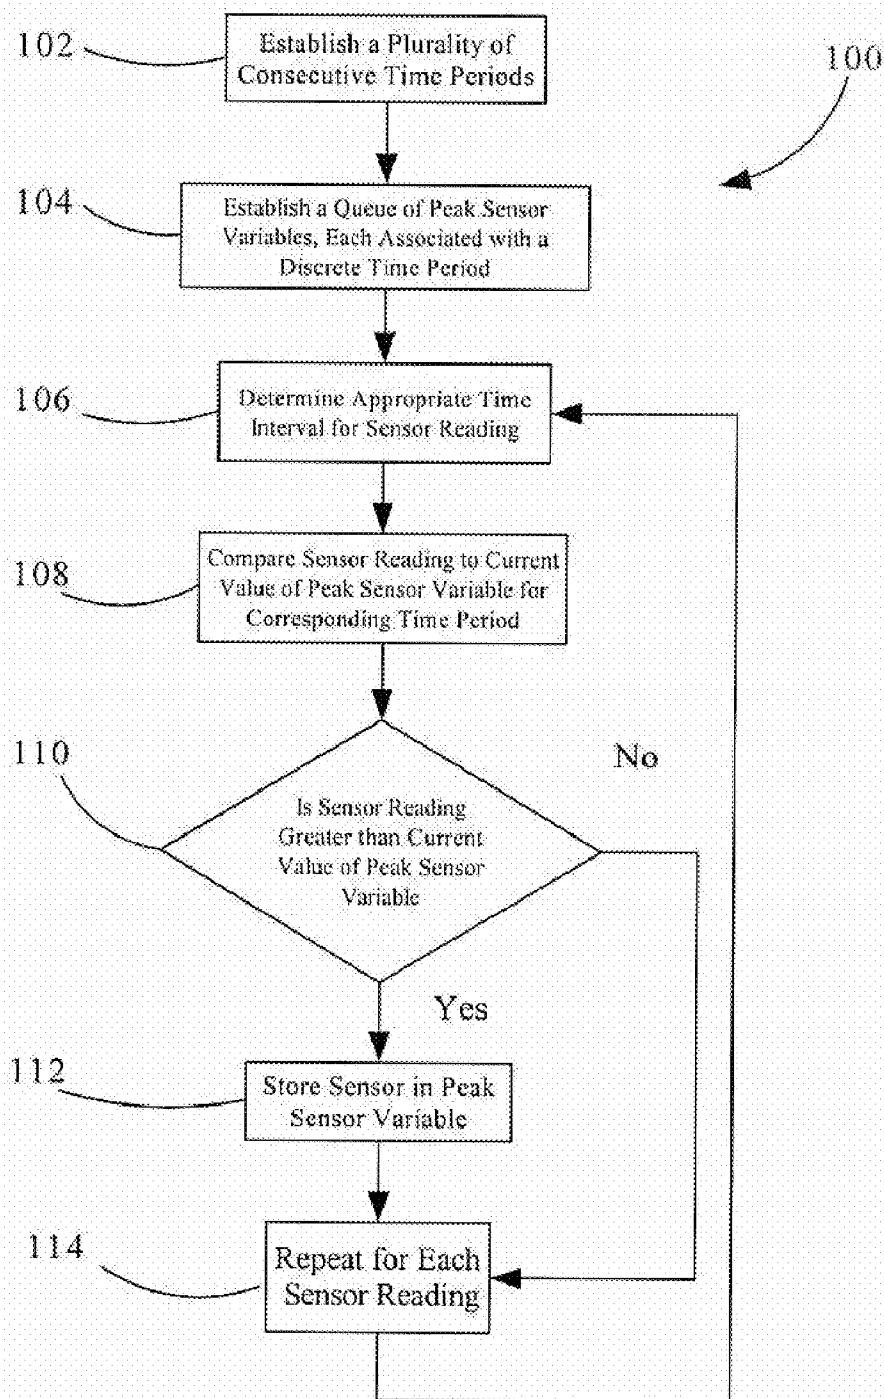 102
Establish a Plurality of
Consecutive Time Periods
100
104
Establish a Queue of Peak Sensor
Variables, Each Associated with a
Discrete Time Period
106
Determine Appropriate Time
Interval for Sensor Reading
108
Compare Sensor Reading to Current
Value of Peak Sensor Variable for
Corresponding Time Period
110
No
Is Sensor Reading
Greater than Current
Value of Peak Sensor
Variable
Yes
112
Store Sensor in Peak
Sensor Variable
114
Repeat for Each
Sensor Reading